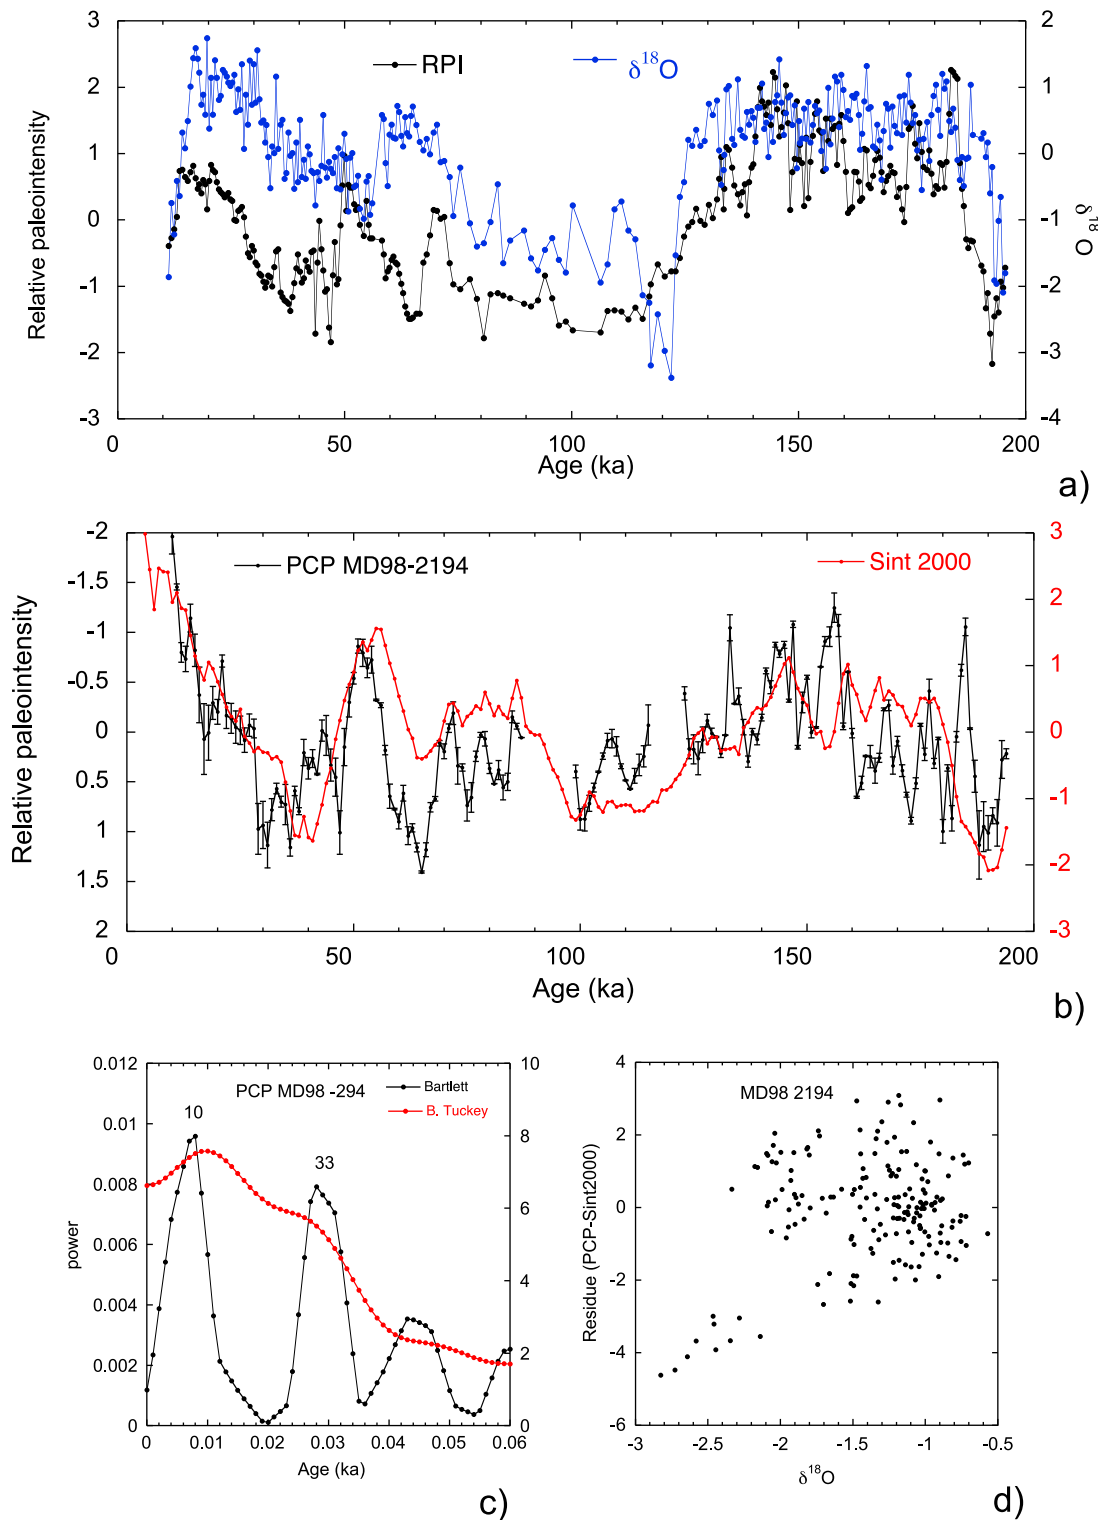 3 2
2 1
1 0
0 -1
-1 -2
-2 -3
-3 -4
RPI δ18O
Relative paleointensity
δ18O
0 50 100 150 200
Age (ka)
a)
-2 3
-1.5 2
-1 1
-0.5 0
0 -1
0.5 -2
1 -3
1.5
2
PCP MD98-2194 Sint 2000
Relative paleointensity
0 50 100 150 200
Age (ka)
b)
0.012 10
0.01 8
0.008 6
0.006 4
0.004 2
0.002 0
0
PCP MD98 -294
Bartlett
B. Tuckey
10
33
power
0 0.01 0.02 0.03 0.04 0.05 0.06
Age (ka)
c)
4
2
0
-2
-4
-6
MD98 2194
Residue (PCP-Sint2000)
-3 -2.5 -2 -1.5 -1 -0.5
δ18O
d)